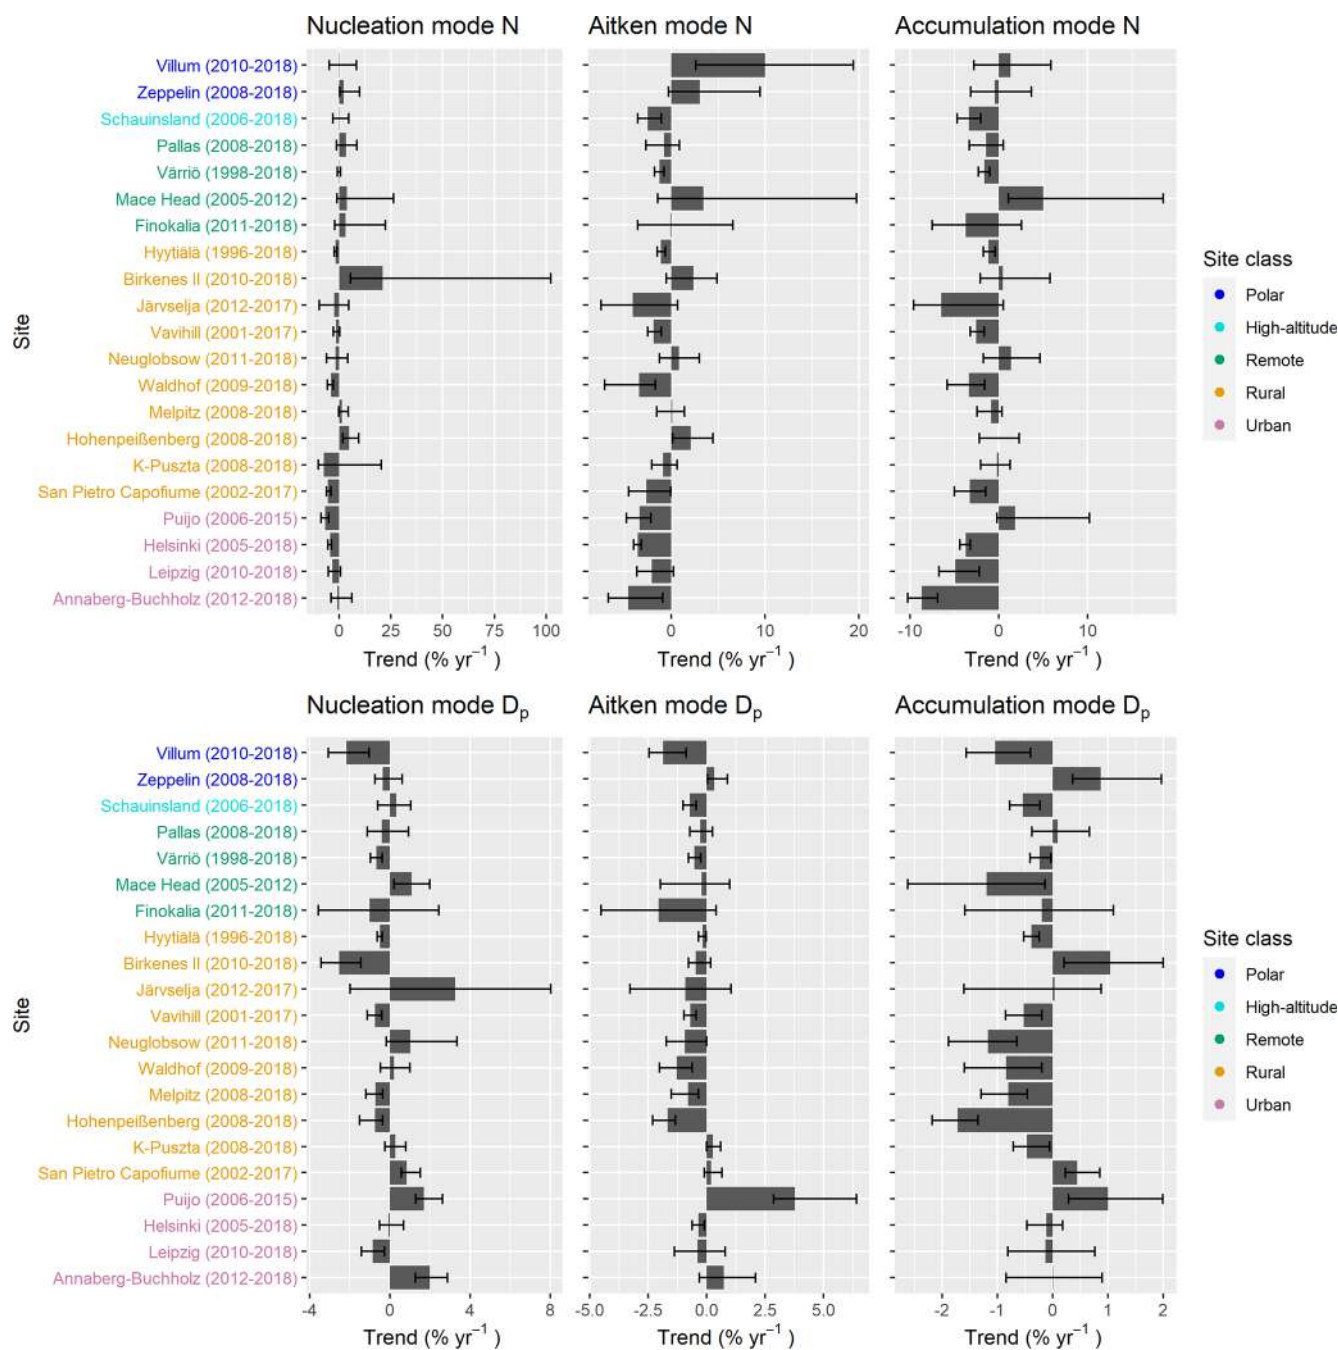 Nucleation mode N
Aitken mode N
Accumulation mode N
Site
Villum (2010-2018)
Zeppelin (2008-2018)
Schauinsland (2006-2018)
Pallas (2008-2018)
Värriö (1998-2018)
Mace Head (2005-2012)
Finokalia (2011-2018)
Hyytiälä (1996-2018)
Birkenes II (2010-2018)
Järvselja (2012-2017)
Vavihill (2001-2017)
Neuglobsow (2011-2018)
Waldhof (2009-2018)
Melpitz (2008-2018)
Hohenpeißenberg (2008-2018)
K-Puszta (2008-2018)
San Pietro Capofiume (2002-2017)
Puijo (2006-2015)
Helsinki (2005-2018)
Leipzig (2010-2018)
Annaberg-Buchholz (2012-2018)
0 25 50 75 100
0 10 20
-10 0 10
Trend (% yr⁻¹ )
Trend (% yr⁻¹ )
Trend (% yr⁻¹ )
Site class
Polar
High-altitude
Remote
Rural
Urban
Nucleation mode Dₚ
Aitken mode Dₚ
Accumulation mode Dₚ
Site
Villum (2010-2018)
Zeppelin (2008-2018)
Schauinsland (2006-2018)
Pallas (2008-2018)
Värriö (1998-2018)
Mace Head (2005-2012)
Finokalia (2011-2018)
Hyytiälä (1996-2018)
Birkenes II (2010-2018)
Järvselja (2012-2017)
Vavihill (2001-2017)
Neuglobsow (2011-2018)
Waldhof (2009-2018)
Melpitz (2008-2018)
Hohenpeißenberg (2008-2018)
K-Puszta (2008-2018)
San Pietro Capofiume (2002-2017)
Puijo (2006-2015)
Helsinki (2005-2018)
Leipzig (2010-2018)
Annaberg-Buchholz (2012-2018)
-4 0 4 8
-5.0 -2.5 0.0 2.5 5.0
-2 -1 0 1 2
Trend (% yr⁻¹ )
Trend (% yr⁻¹ )
Trend (% yr⁻¹ )
Site class
Polar
High-altitude
Remote
Rural
Urban